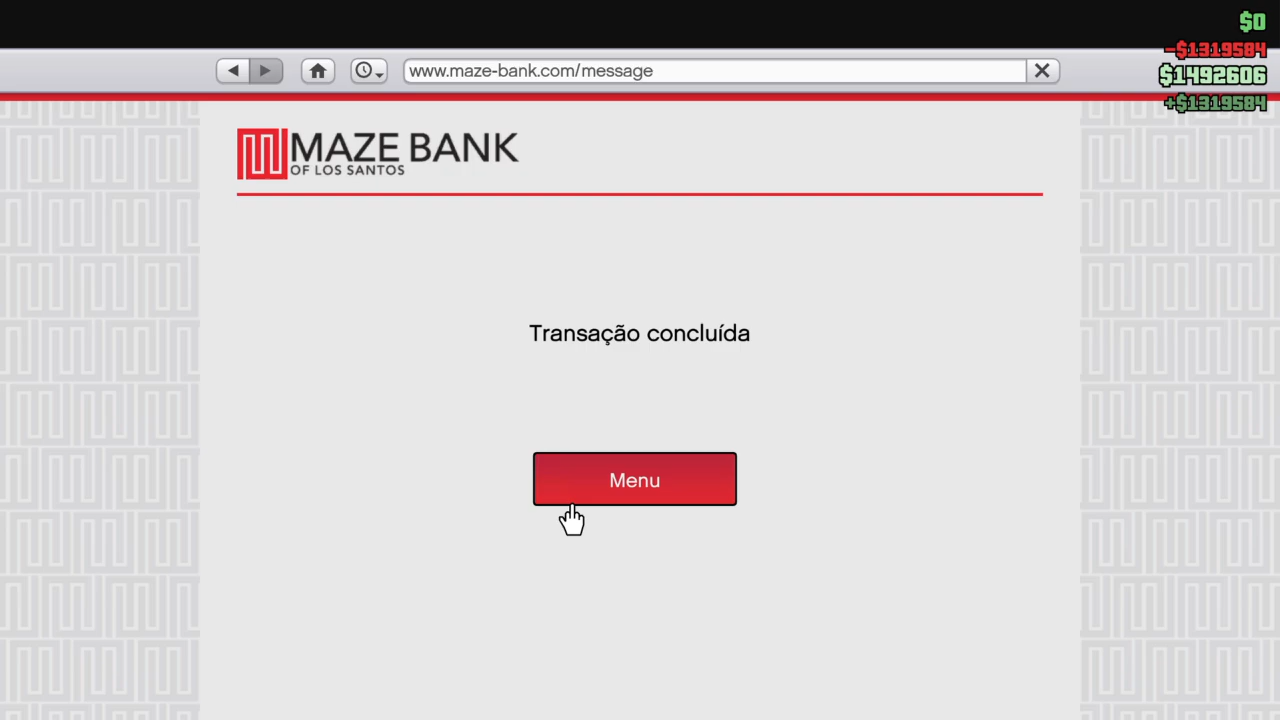 $0
-$1319584
www.maze-bank.com/message
$1492606
+$1319584
MAZE BANK
OF LOS SANTOS
Transação concluída
Menu